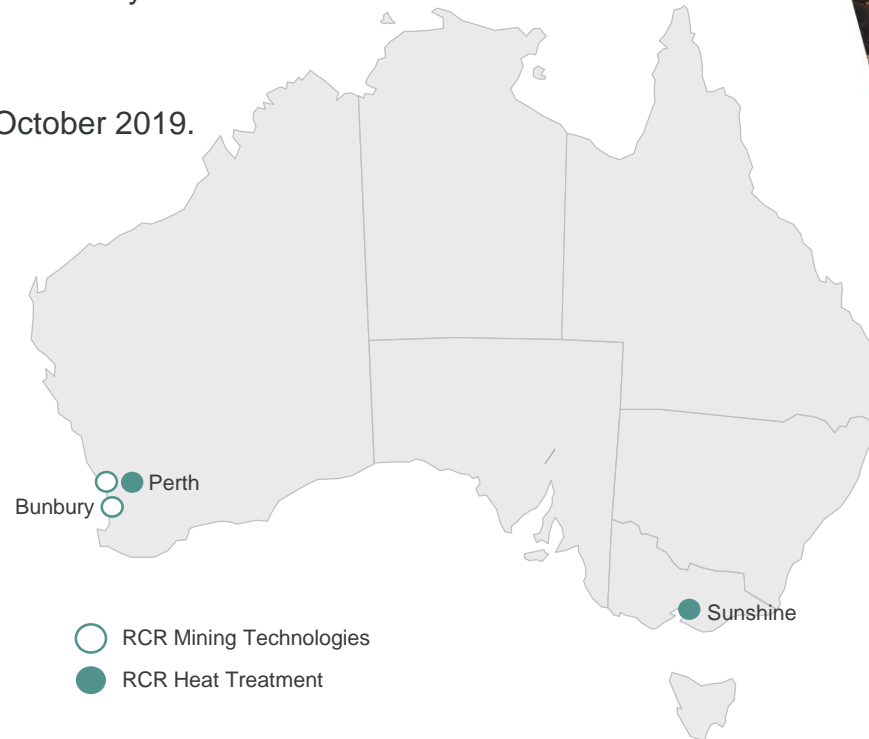 October 2019.
Perth
Bunbury
Sunshine
RCR Mining Technologies
RCR Heat Treatment